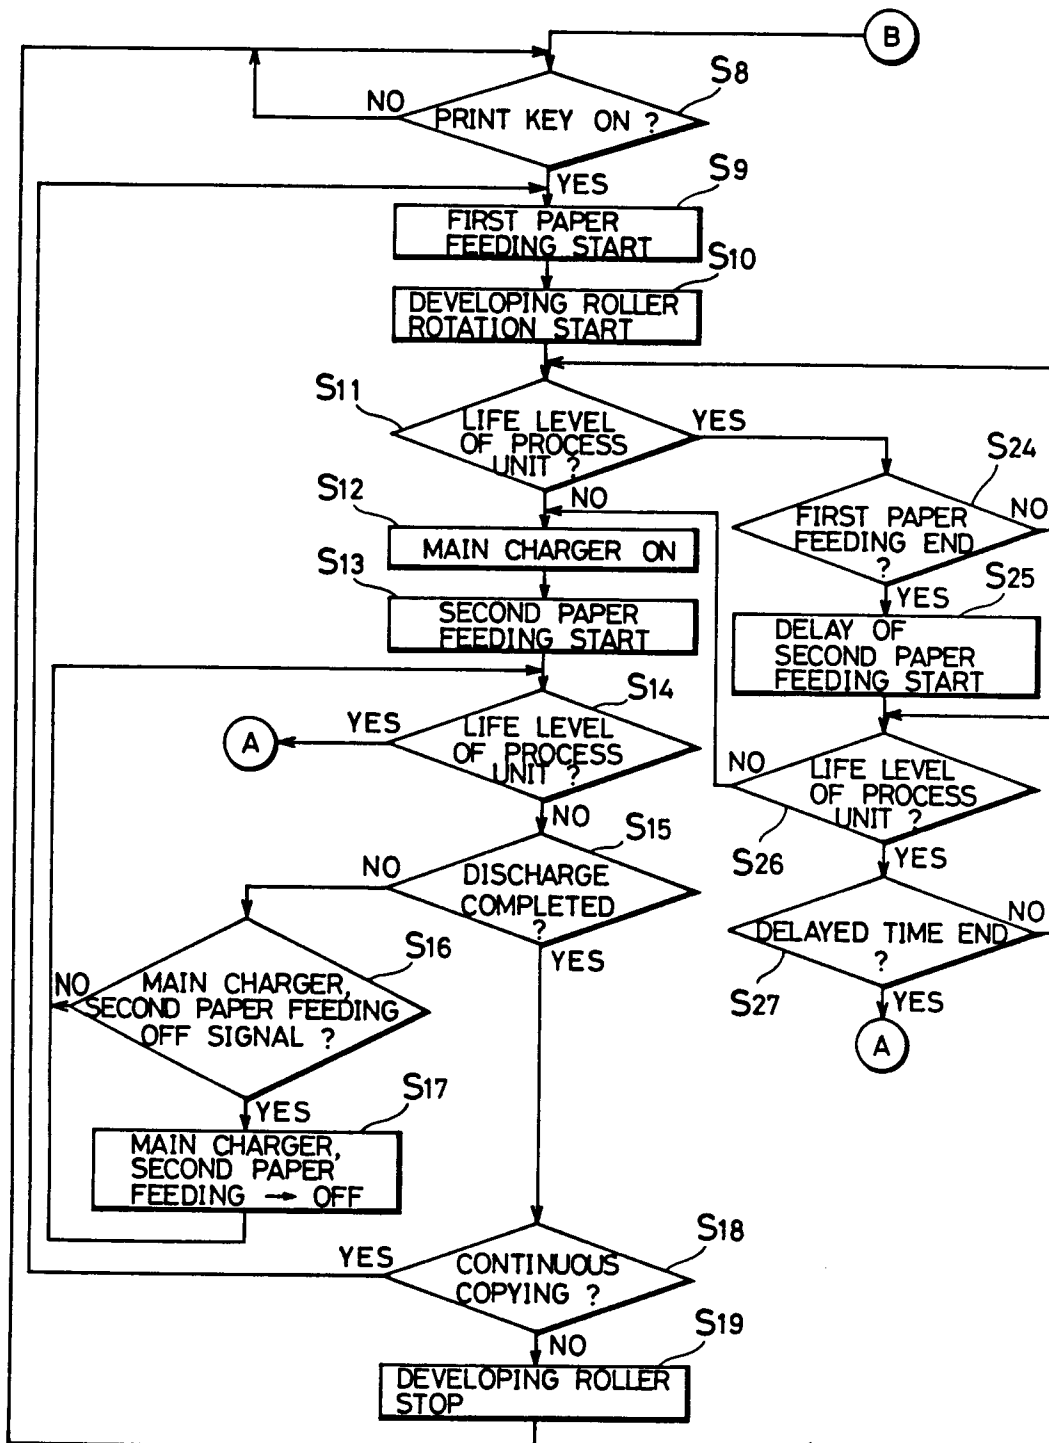 B
S8
NO
PRINT KEY ON ?
YES
S9
FIRST PAPER
FEEDING START
S10
DEVELOPING ROLLER
ROTATION START
S11
LIFE LEVEL
OF PROCESS
UNIT ?
YES
NO
S24
FIRST PAPER
FEEDING END
?
NO
YES
S12
MAIN CHARGER ON
S13
SECOND PAPER
FEEDING START
S25
DELAY OF
SECOND PAPER
FEEDING START
S14
LIFE LEVEL
OF PROCESS
UNIT ?
YES
A
NO
NO
LIFE LEVEL
OF PROCESS
UNIT ?
S26
YES
S15
DISCHARGE
COMPLETED
?
NO
YES
DELAYED TIME END
?
NO
S27
YES
A
S16
NO
MAIN CHARGER,
SECOND PAPER FEEDING
OFF SIGNAL ?
YES
S17
MAIN CHARGER,
SECOND PAPER
FEEDING → OFF
S18
YES
CONTINUOUS
COPYING ?
NO
S19
DEVELOPING ROLLER
STOP